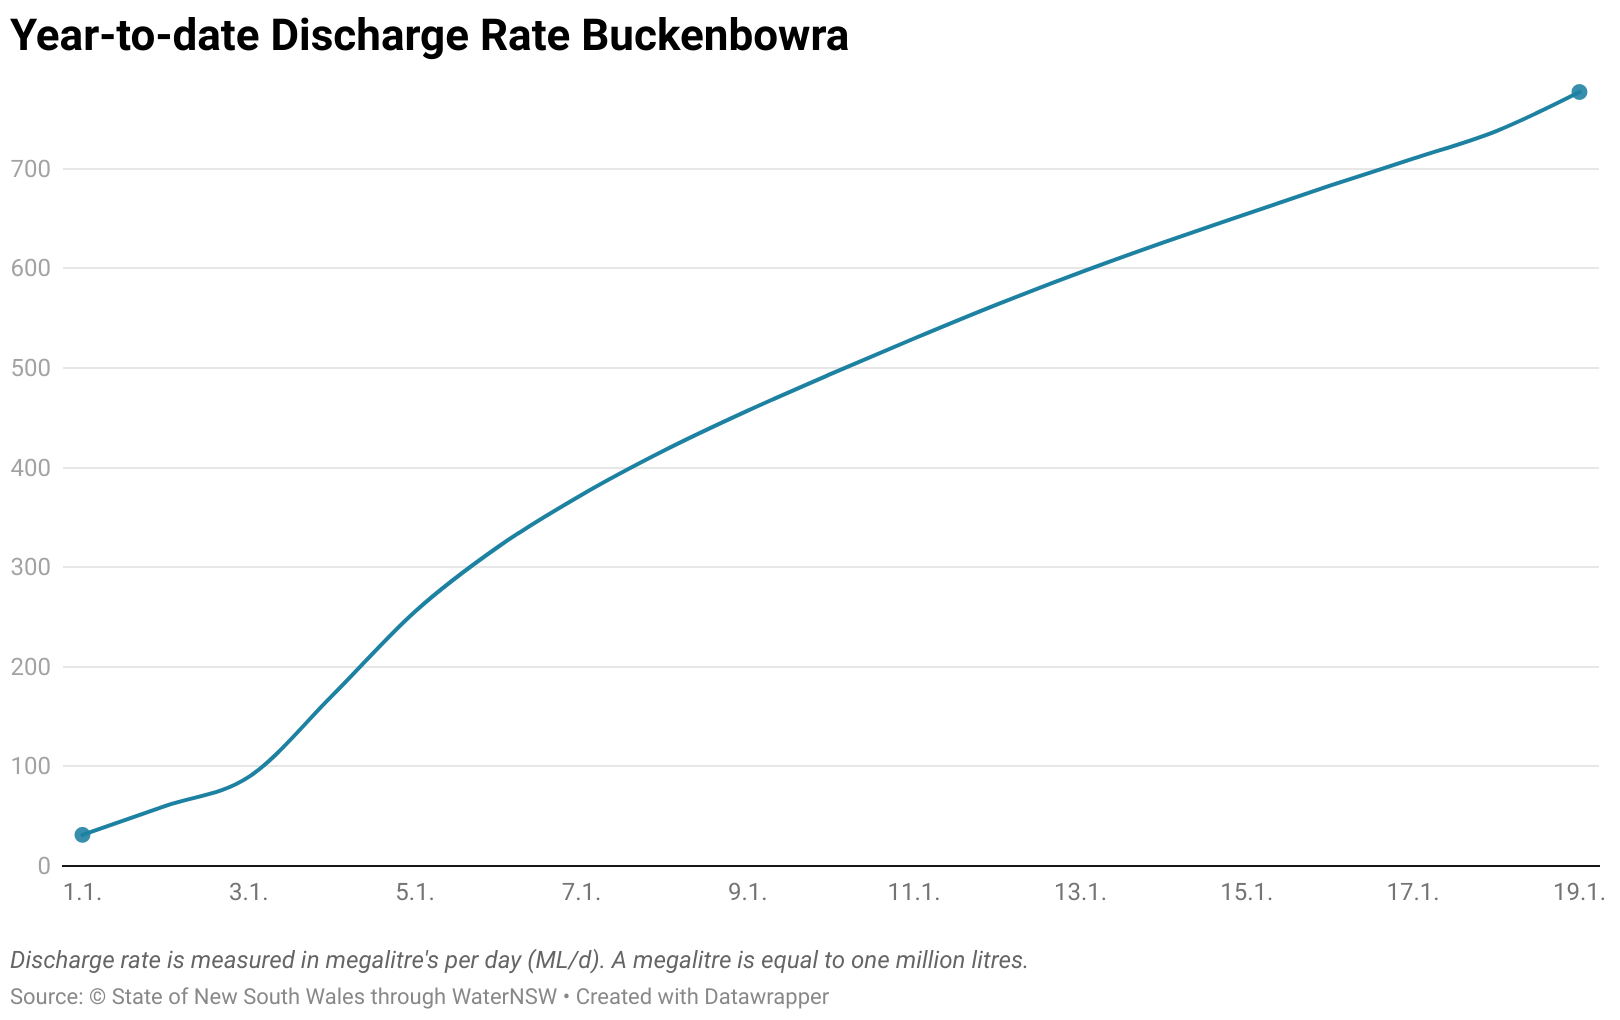 Year-to-date Discharge Rate Buckenbowra
700
600
500
400
300
200
100
0
1.1. 3.1. 5.1. 7.1. 9.1. 11.1. 13.1. 15.1. 17.1. 19.1.
Discharge rate is measured in megalitre's per day (ML/d). A megalitre is equal to one million litres.
Source: © State of New South Wales through WaterNSW • Created with Datawrapper